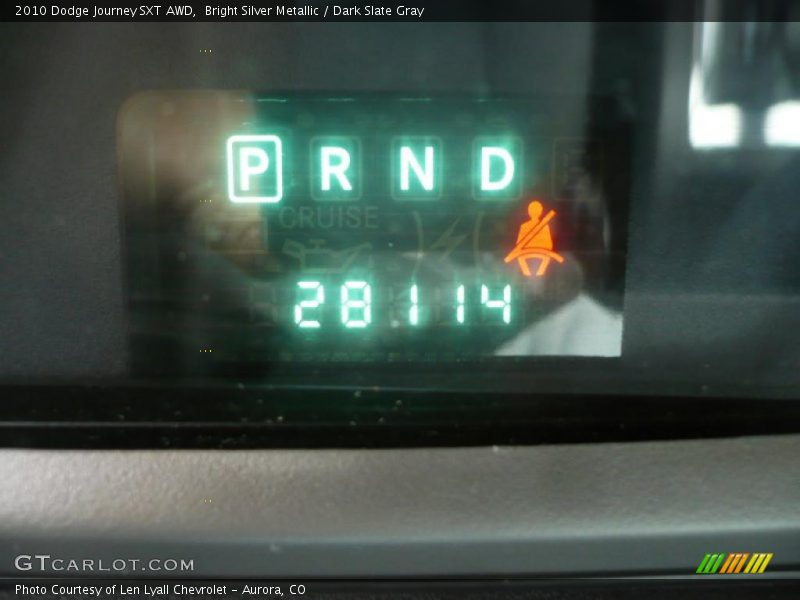 2010 Dodge Journey SXT AWD, Bright Silver Metallic / Dark Slate Gray
P R N D
CRUISE
28114
GTCARLOT.COM
Photo Courtesy of Len Lyall Chevrolet - Aurora, CO